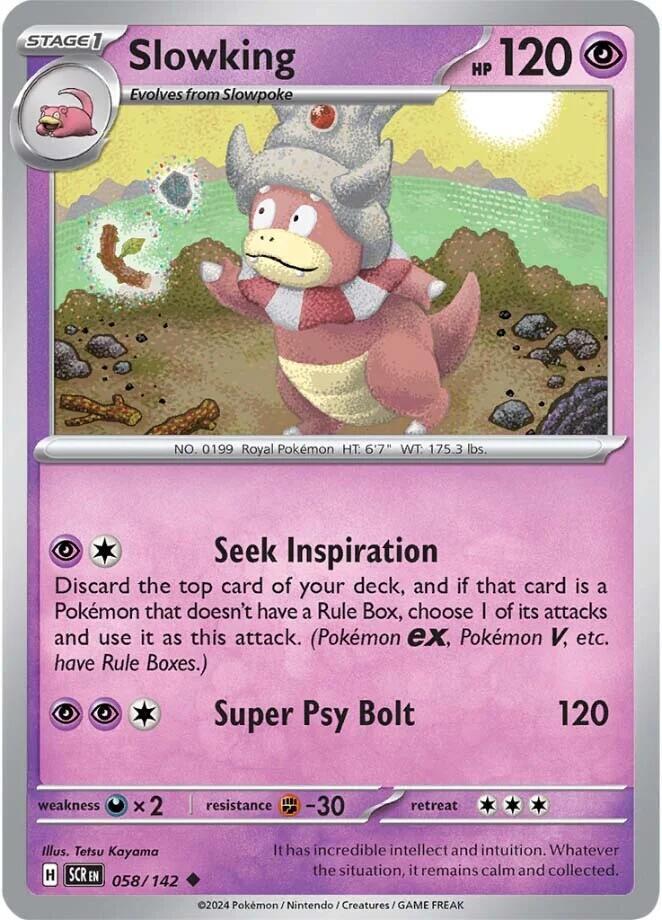 STAGE 1
Slowking
HP 120
Evolves from Slowpoke
NO. 0199 Royal Pokémon HT: 6'7" WT: 175.3 lbs.
Seek Inspiration
Discard the top card of your deck, and if that card is a
Pokémon that doesn't have a Rule Box, choose 1 of its attacks
and use it as this attack. (Pokémon ex, Pokémon V, etc.
have Rule Boxes.)
Super Psy Bolt 120
weakness ×2 resistance -30 retreat
Illus. Tetsu Kayama
It has incredible intellect and intuition. Whatever
the situation, it remains calm and collected.
H SCR EN 058/142
©2024 Pokémon / Nintendo / Creatures / GAME FREAK